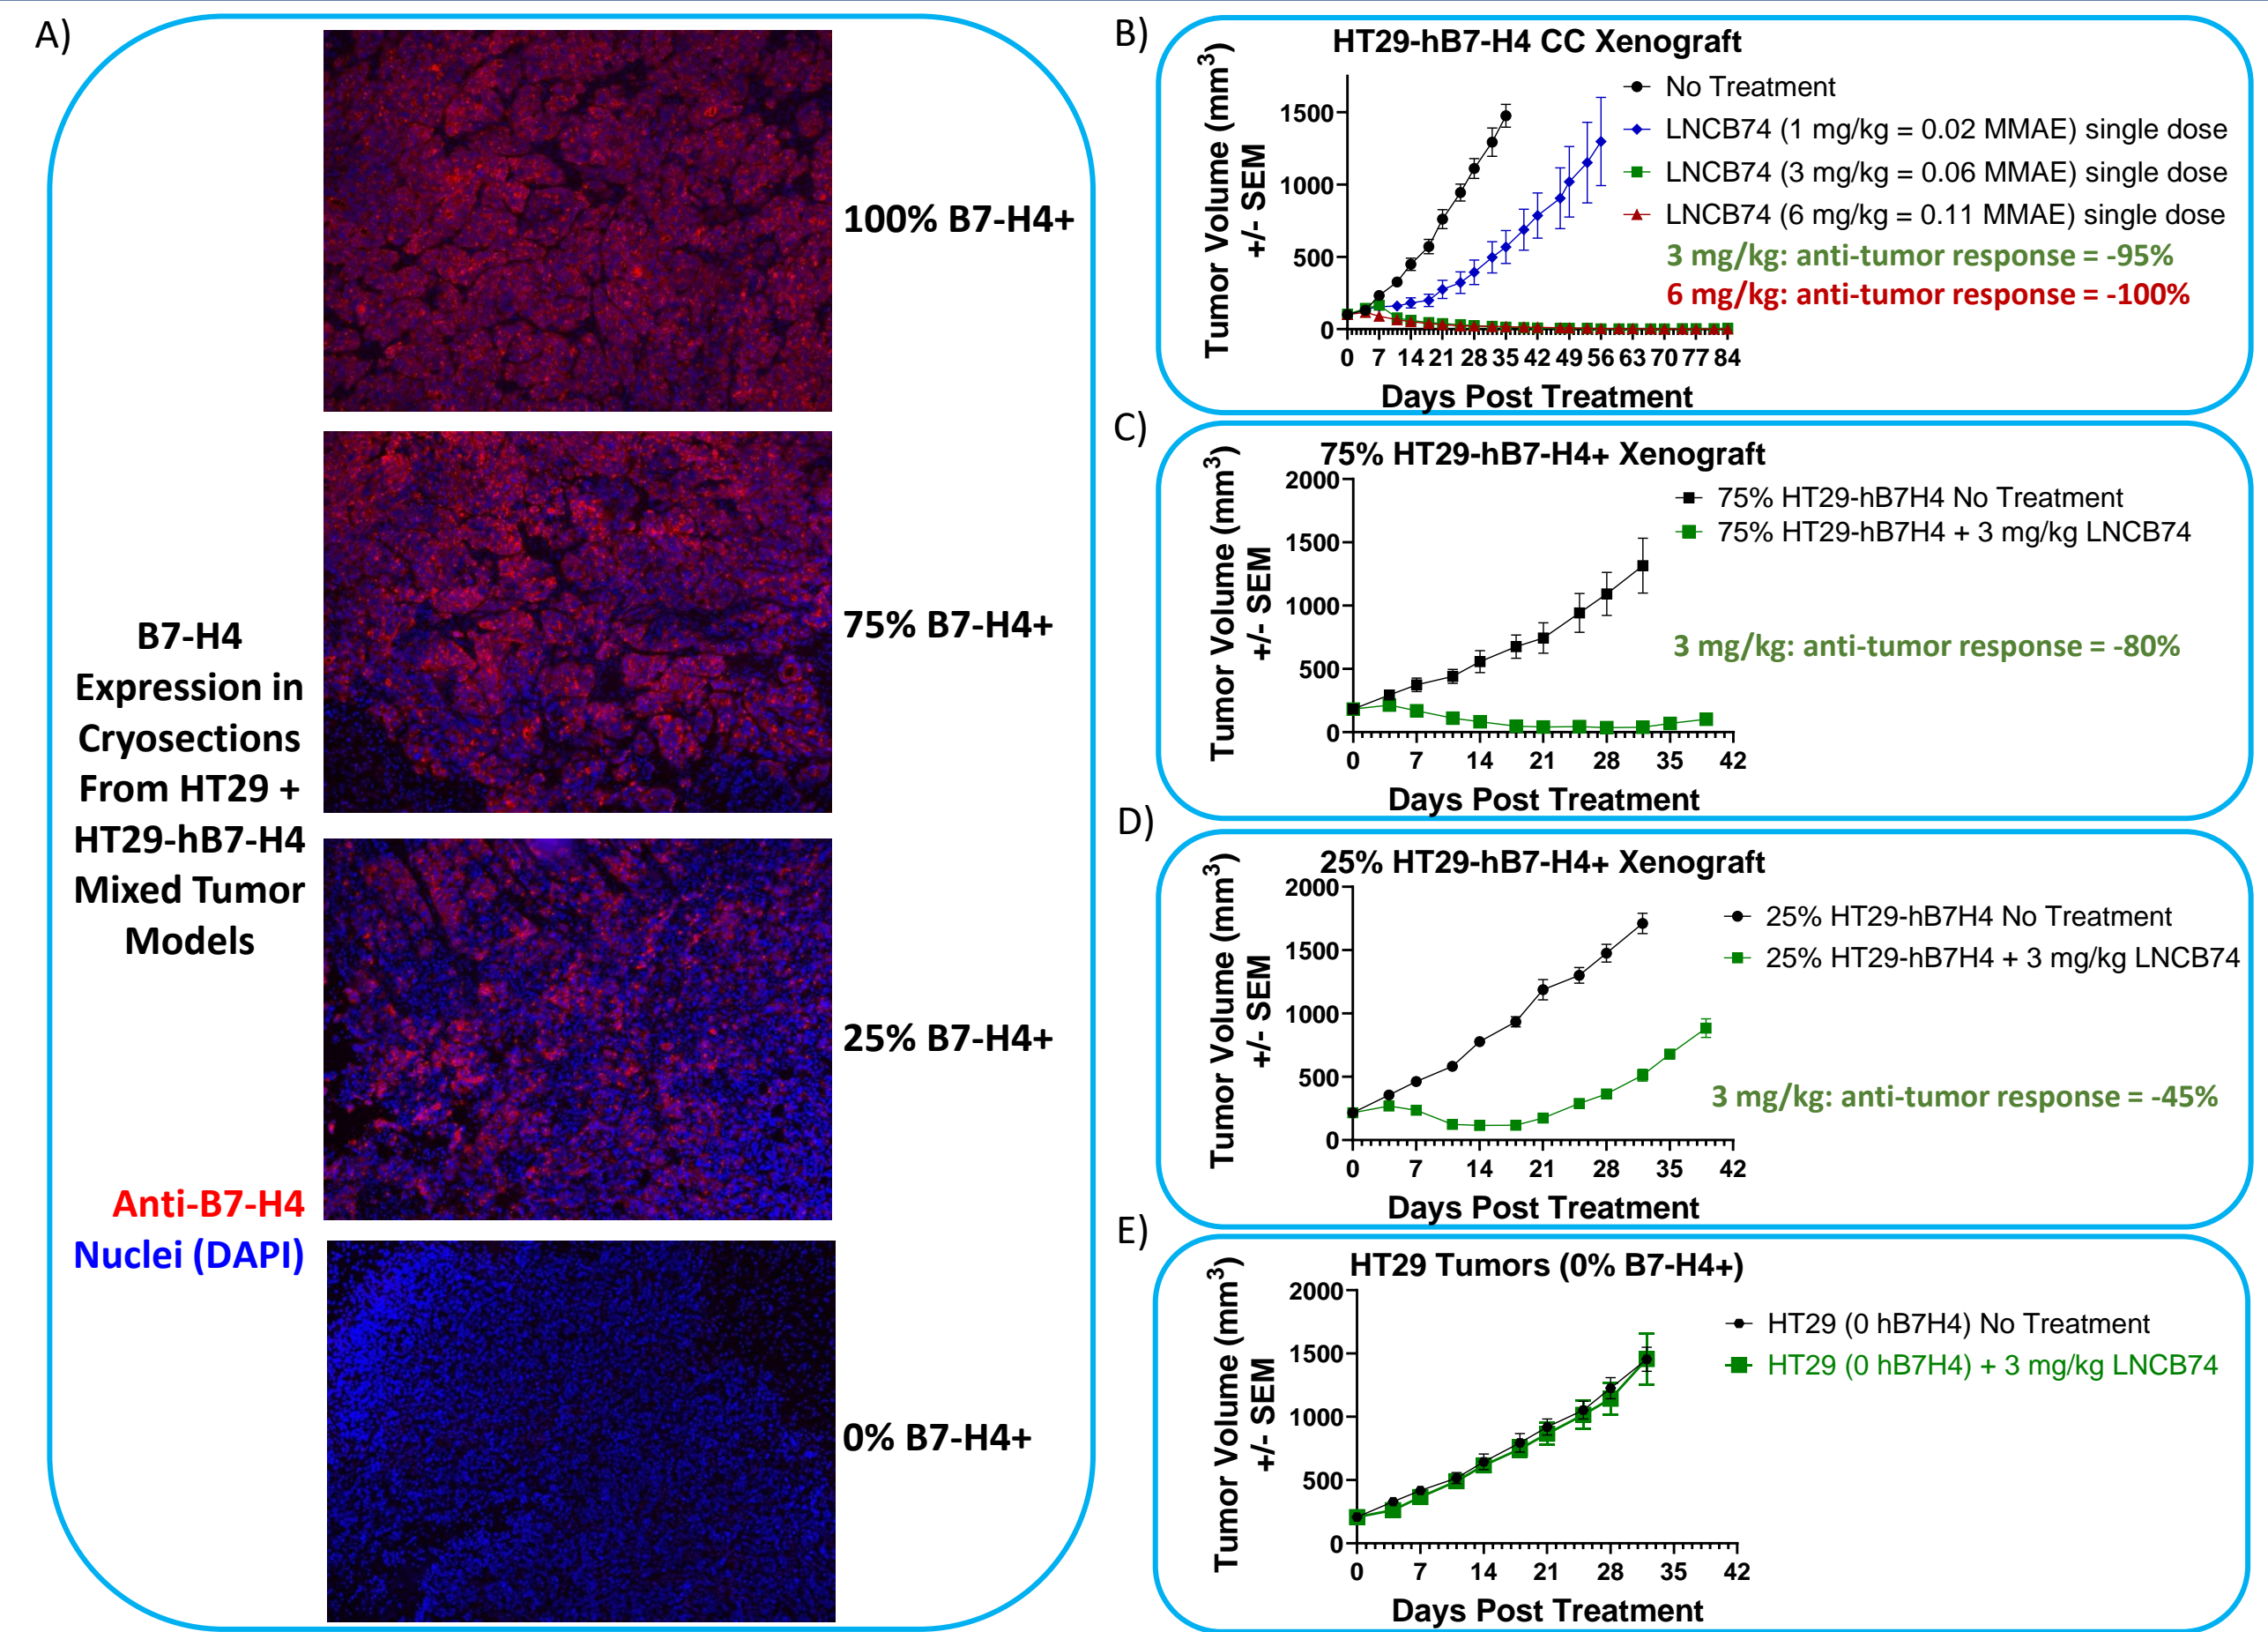 A)
B7-H4
Expression in
Cryosections
From HT29 +
HT29-hB7-H4
Mixed Tumor
Models
Anti-B7-H4
Nuclei (DAPI)
100% B7-H4+
75% B7-H4+
25% B7-H4+
0% B7-H4+
B)
HT29-hB7-H4 CC Xenograft
Tumor Volume (mm3)
+/- SEM
1500
1000
500
0
0 7 14 21 28 35 42 49 56 63 70 77 84
Days Post Treatment
No Treatment
LNCB74 (1 mg/kg = 0.02 MMAE) single dose
LNCB74 (3 mg/kg = 0.06 MMAE) single dose
LNCB74 (6 mg/kg = 0.11 MMAE) single dose
3 mg/kg: anti-tumor response = -95%
6 mg/kg: anti-tumor response = -100%
C)
75% HT29-hB7-H4+ Xenograft
Tumor Volume (mm3)
+/- SEM
2000
1500
1000
500
0
0 7 14 21 28 35 42
Days Post Treatment
75% HT29-hB7H4 No Treatment
75% HT29-hB7H4 + 3 mg/kg LNCB74
3 mg/kg: anti-tumor response = -80%
D)
25% HT29-hB7-H4+ Xenograft
Tumor Volume (mm3)
+/- SEM
2000
1500
1000
500
0
0 7 14 21 28 35 42
Days Post Treatment
25% HT29-hB7H4 No Treatment
25% HT29-hB7H4 + 3 mg/kg LNCB74
3 mg/kg: anti-tumor response = -45%
E)
HT29 Tumors (0% B7-H4+)
Tumor Volume (mm3)
+/- SEM
2000
1500
1000
500
0
0 7 14 21 28 35 42
Days Post Treatment
HT29 (0 hB7H4) No Treatment
HT29 (0 hB7H4) + 3 mg/kg LNCB74